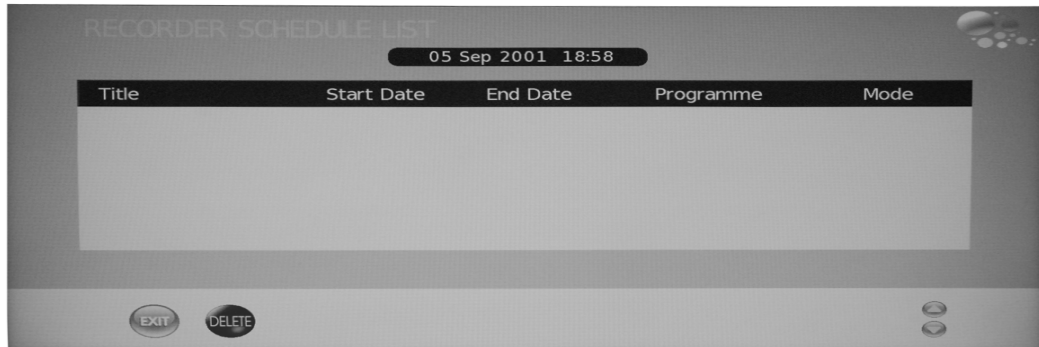 RECORDER SCHEDULE LIST
05 Sep 2001 18:58
Title Start Date End Date Programme Mode
EXIT DELETE